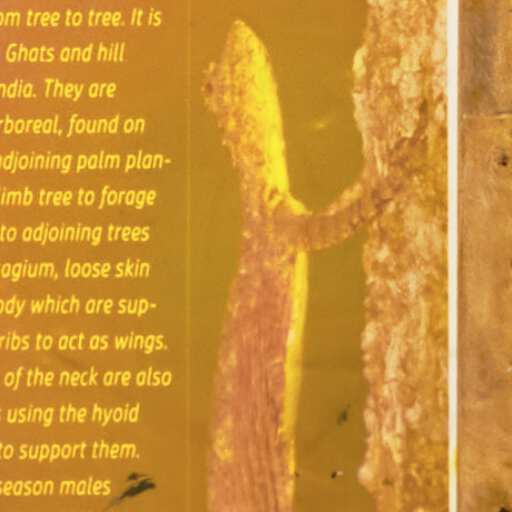 om tree to tree. It is
Ghats and hill
ndia. They are
rboreal, found on
adjoining palm plan-
limb tree to forage
to adjoining trees
agium, loose skin
ody which are sup-
ribs to act as wings.
of the neck are also
s using the hyoid
to support them.
season males